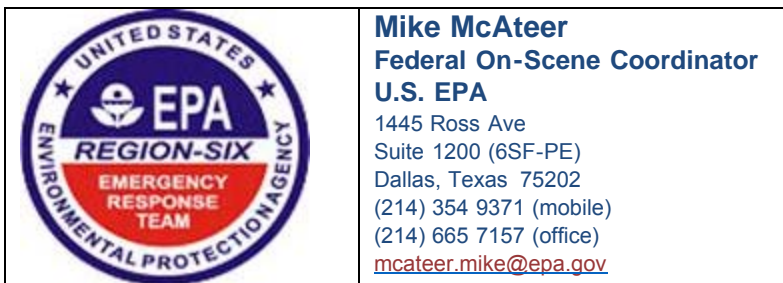 UNITED STATES
ENVIRONMENTAL PROTECTION AGENCY
EPA
REGION-SIX
EMERGENCY
RESPONSE
TEAM
Mike McAteer
Federal On-Scene Coordinator
U.S. EPA
1445 Ross Ave
Suite 1200 (6SF-PE)
Dallas, Texas 75202
(214) 354 9371 (mobile)
(214) 665 7157 (office)
mcateer.mike@epa.gov